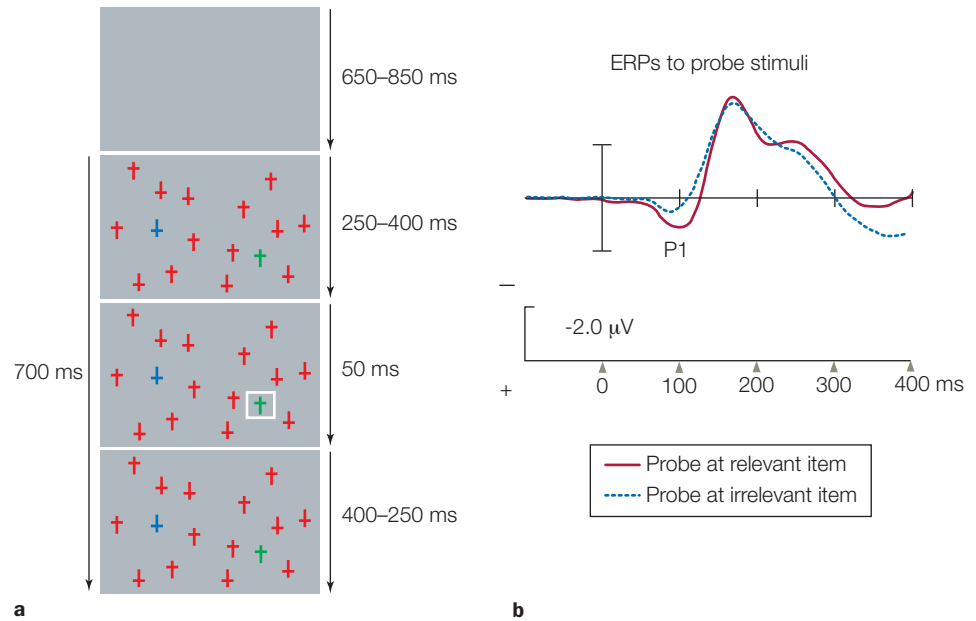 650–850 ms
250–400 ms
700 ms
50 ms
400–250 ms
a
ERPs to probe stimuli
P1
–
-2.0 μV
+
0 100 200 300 400 ms
Probe at relevant item
Probe at irrelevant item
b